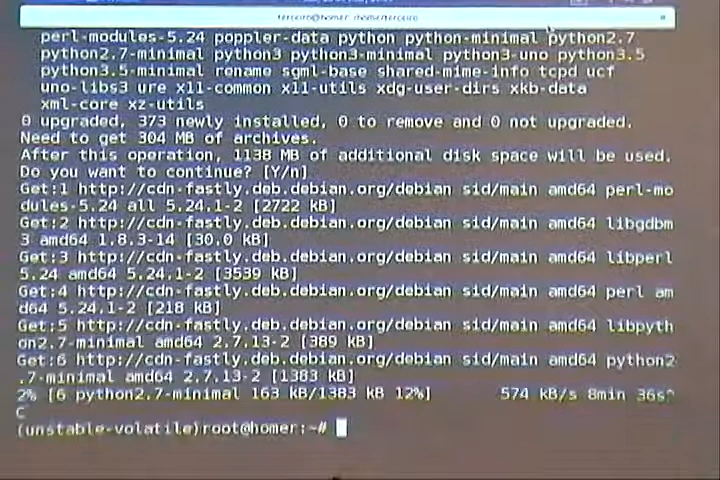 terceiro@homer: /home/terceiro
perl-modules-5.24 poppler-data python python-minimal python2.7
python2.7-minimal python3 python3-minimal python3-uno python3.5
python3.5-minimal rename sgml-base shared-mime-info tcpd ucf
uno-libs3 ure x11-common x11-utils xdg-user-dirs xkb-data
xml-core xz-utils
0 upgraded, 373 newly installed, 0 to remove and 0 not upgraded.
Need to get 304 MB of archives.
After this operation, 1138 MB of additional disk space will be used.
Do you want to continue? [Y/n]
Get:1 http://cdn-fastly.deb.debian.org/debian sid/main amd64 perl-mo
dules-5.24 all 5.24.1-2 [2722 kB]
Get:2 http://cdn-fastly.deb.debian.org/debian sid/main amd64 libgdbm
3 amd64 1.8.3-14 [30.0 kB]
Get:3 http://cdn-fastly.deb.debian.org/debian sid/main amd64 libperl
5.24 amd64 5.24.1-2 [3539 kB]
Get:4 http://cdn-fastly.deb.debian.org/debian sid/main amd64 perl am
d64 5.24.1-2 [218 kB]
Get:5 http://cdn-fastly.deb.debian.org/debian sid/main amd64 libpyth
on2.7-minimal amd64 2.7.13-2 [389 kB]
Get:6 http://cdn-fastly.deb.debian.org/debian sid/main amd64 python2
.7-minimal amd64 2.7.13-2 [1383 kB]
2% [6 python2.7-minimal 163 kB/1383 kB 12%] 574 kB/s 8min 36s^
C
(unstable-volatile)root@homer:~#